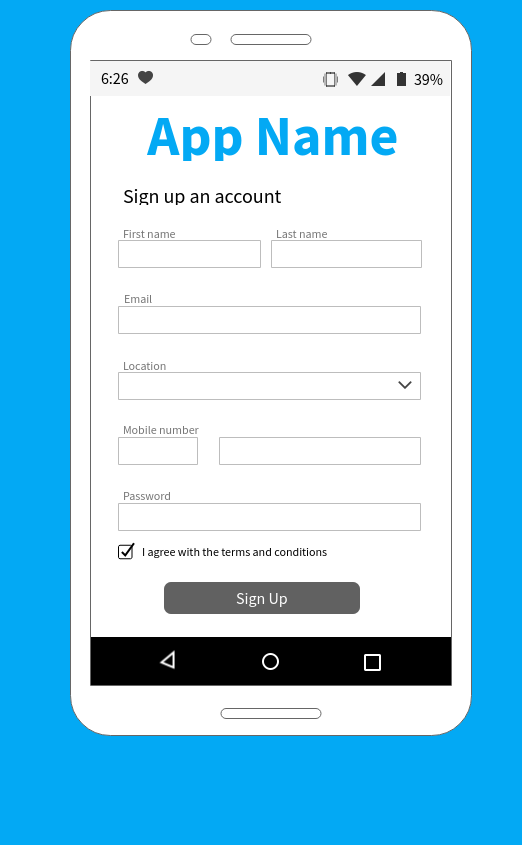 6:26 39%
App Name
Sign up an account
First name Last name
Email
Location
Mobile number
Password
I agree with the terms and conditions
Sign Up